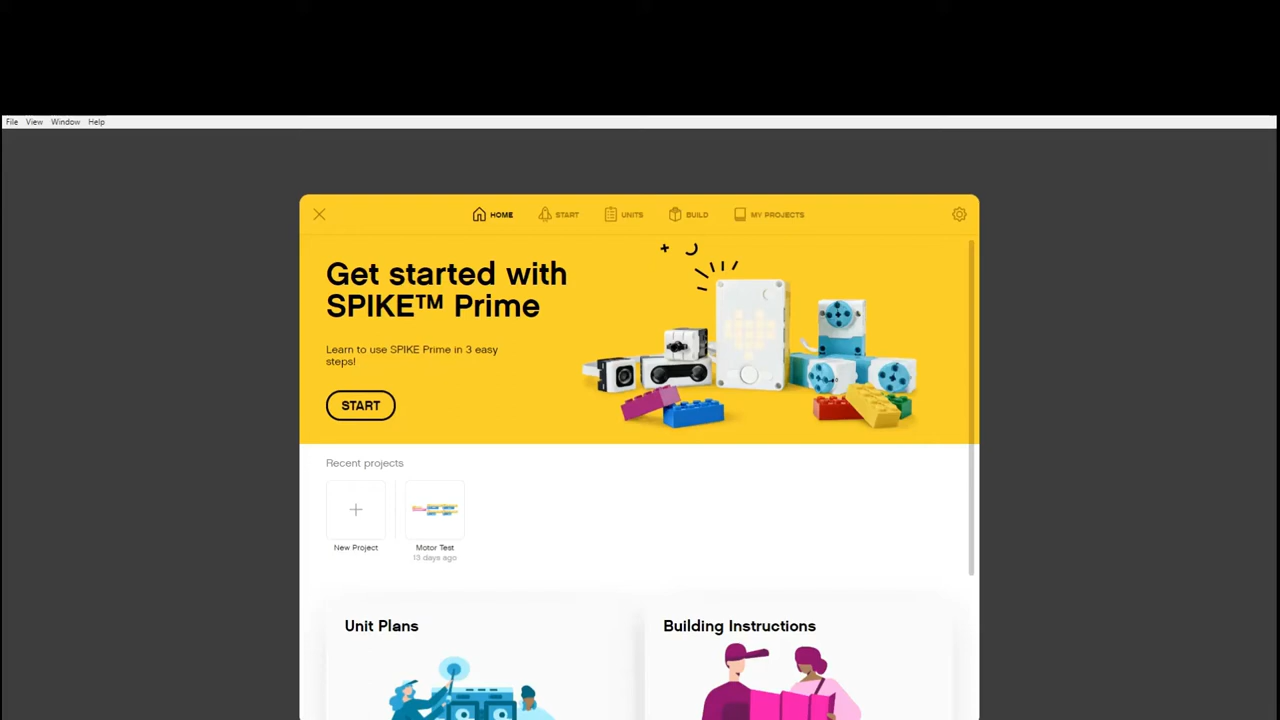 File View Window Help
HOME START UNITS BUILD MY PROJECTS
Get started with
SPIKE™ Prime
Learn to use SPIKE Prime in 3 easy
steps!
START
Recent projects
New Project
Motor Test
13 days ago
Unit Plans
Building Instructions